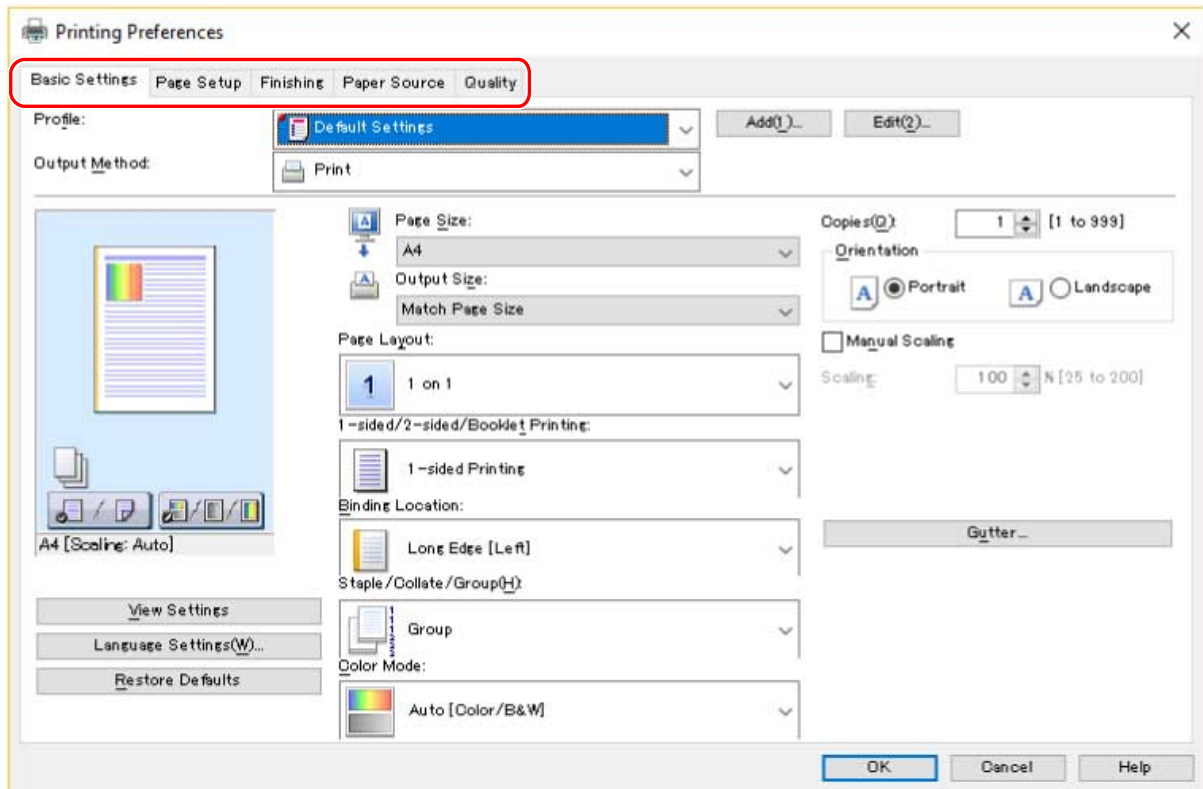 Printing Preferences
Basic Settings Page Setup Finishing Paper Source Quality
Profile: Default Settings Add(1)... Edit(2)...
Output Method: Print
Page Size: Copies(Q): 1 [1 to 999]
A4 Orientation
Output Size: A Portrait A Landscape
Match Page Size
Page Layout: Manual Scaling
1 1 on 1 Scaling: 100 % [25 to 200]
1-sided/2-sided/Booklet Printing:
1-sided Printing
Binding Location:
A4 [Scaling: Auto] Long Edge [Left] Gutter...
Staple/Collate/Group(H):
View Settings Group
Language Settings(W)...
Color Mode:
Restore Defaults
Auto [Color/B&W]
OK Cancel Help